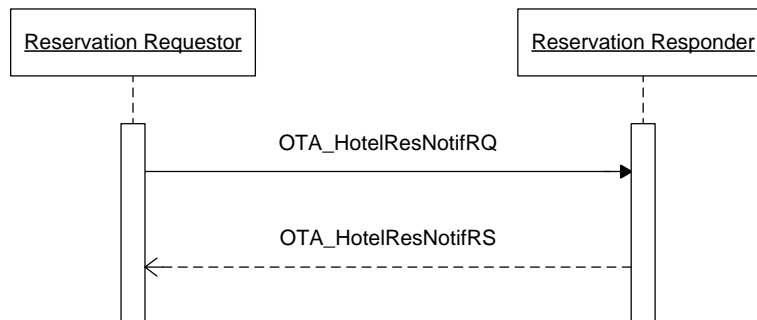 Reservation Requestor
Reservation Responder
OTA_HotelResNotifRQ
OTA_HotelResNotifRS